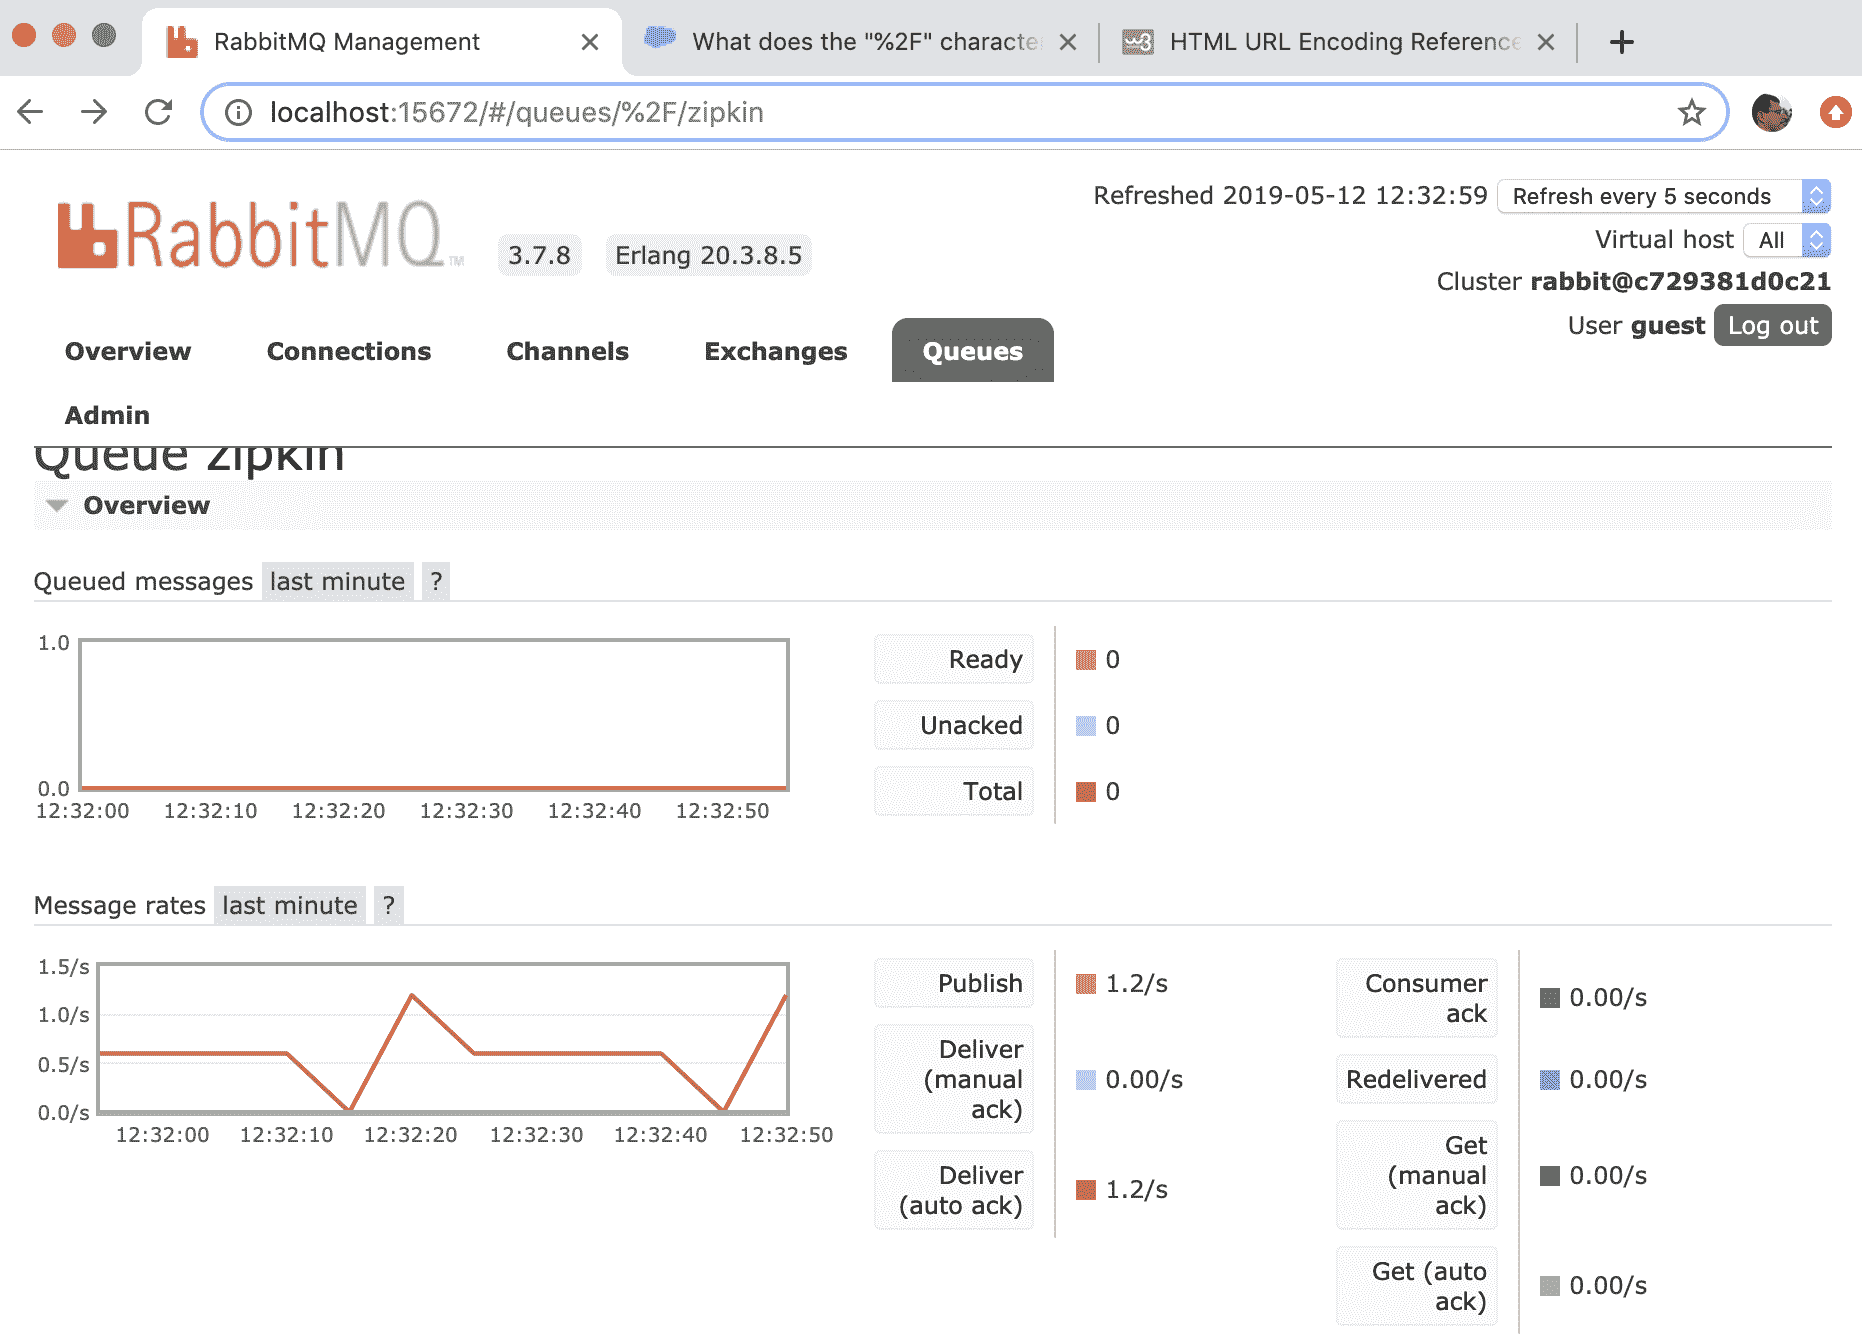 RabbitMQ Management
What does the "%2F" characte
HTML URL Encoding Reference
localhost:15672/#/queues/%2F/zipkin
RabbitMQ TM
3.7.8
Erlang 20.3.8.5
Refreshed 2019-05-12 12:32:59
Refresh every 5 seconds
Virtual host All
Cluster rabbit@c729381d0c21
User guest Log out
Overview Connections Channels Exchanges Queues
Admin
Queue zipkin
Overview
Queued messages last minute ?
1.0
0.0
12:32:00 12:32:10 12:32:20 12:32:30 12:32:40 12:32:50
Ready 0
Unacked 0
Total 0
Message rates last minute ?
1.5/s
1.0/s
0.5/s
0.0/s
12:32:00 12:32:10 12:32:20 12:32:30 12:32:40 12:32:50
Publish 1.2/s
Deliver
(manual
ack)
0.00/s
Deliver
(auto ack)
1.2/s
Consumer
ack
0.00/s
Redelivered 0.00/s
Get
(manual
ack)
0.00/s
Get (auto
ack)
0.00/s